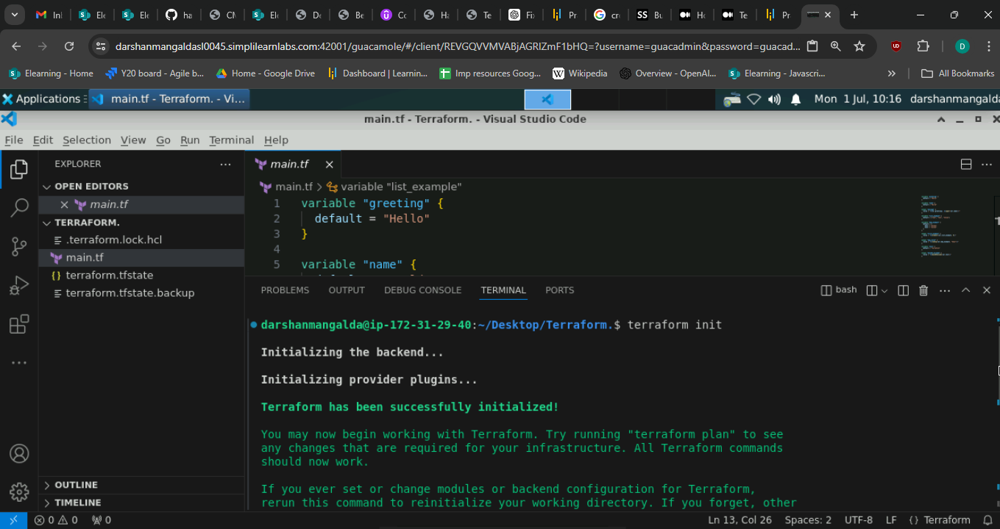 In
Ele
Ele
ha
CM
Ele
De
Be
Co
Ha
Te
Fix
Pr
cr
SS
Bu
Ho
Te
Pr
darshanmangaldasl0045.simplilearnlabs.com:42001/guacamole/#/client/REVGQVVMVABjAGRlZmF1bHQ=?username=guacadmin&password=guacad...
D
Elearning - Home
Y20 board - Agile b...
Home - Google Drive
Dashboard | Learnin...
Imp resources Goog...
Wikipedia
Overview - OpenAI...
Elearning - Javascri...
All Bookmarks
Applications
main.tf - Terraform. - Vi...
Mon 1 Jul, 10:16
darshanmangalda
main.tf - Terraform. - Visual Studio Code
File Edit Selection View Go Run Terminal Help
EXPLORER
OPEN EDITORS
main.tf
TERRAFORM.
.terraform.lock.hcl
main.tf
terraform.tfstate
terraform.tfstate.backup
OUTLINE
TIMELINE
main.tf
main.tf > variable "list_example"
1 variable "greeting" {
2 default = "Hello"
3 }
4
5 variable "name" {
PROBLEMS OUTPUT DEBUG CONSOLE TERMINAL PORTS
bash
darshanmangalda@ip-172-31-29-40:~/Desktop/Terraform.$ terraform init
Initializing the backend...
Initializing provider plugins...
Terraform has been successfully initialized!
You may now begin working with Terraform. Try running "terraform plan" to see
any changes that are required for your infrastructure. All Terraform commands
should now work.
If you ever set or change modules or backend configuration for Terraform,
rerun this command to reinitialize your working directory. If you forget, other
0 0 0
Ln 13, Col 26 Spaces: 2 UTF-8 LF {} Terraform